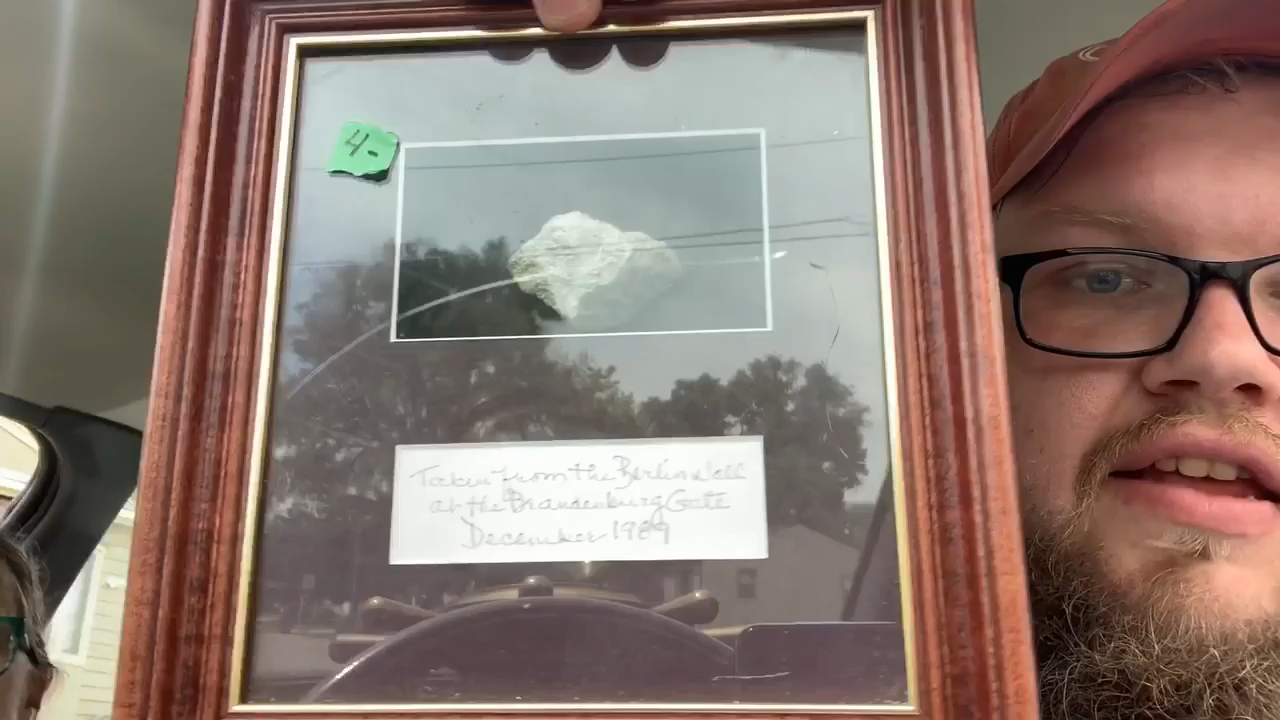 4-
Taken from the Berlin Wall
at the Brandenburg Gate
December 1989